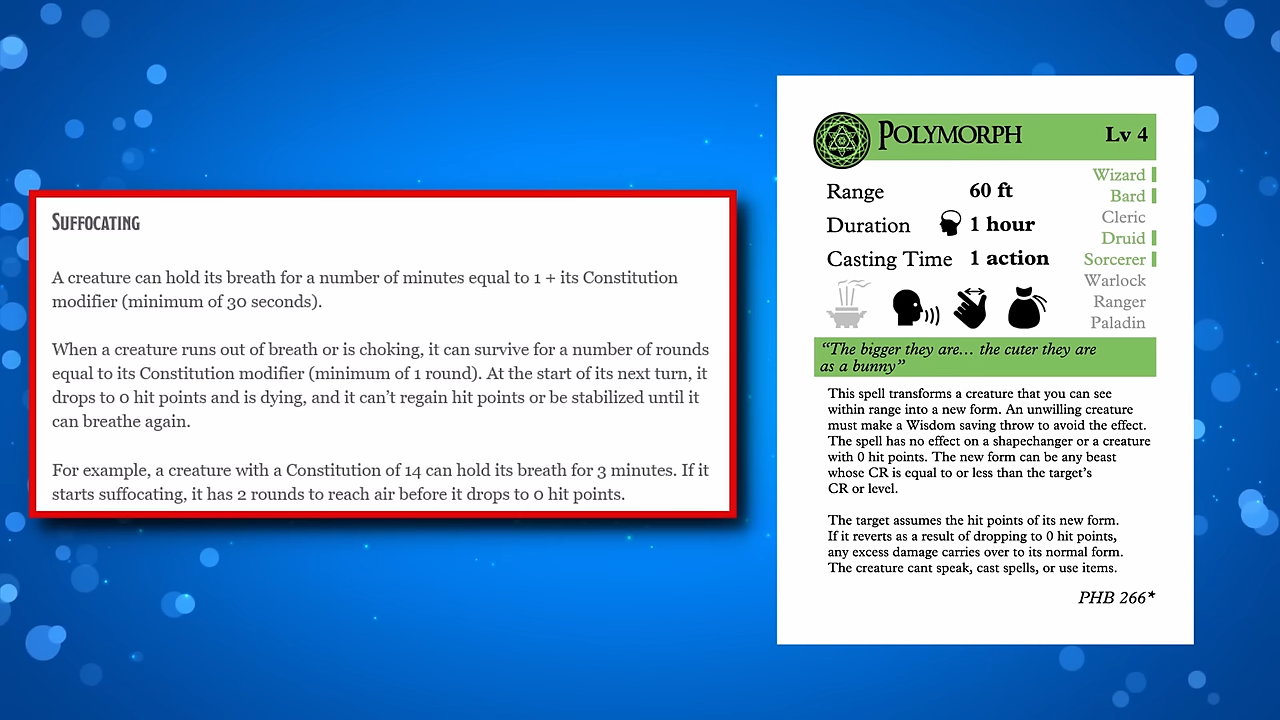 SUFFOCATING
A creature can hold its breath for a number of minutes equal to 1 + its Constitution
modifier (minimum of 30 seconds).
When a creature runs out of breath or is choking, it can survive for a number of rounds
equal to its Constitution modifier (minimum of 1 round). At the start of its next turn, it
drops to 0 hit points and is dying, and it can't regain hit points or be stabilized until it
can breathe again.
For example, a creature with a Constitution of 14 can hold its breath for 3 minutes. If it
starts suffocating, it has 2 rounds to reach air before it drops to 0 hit points.
POLYMORPH Lv 4
Range 60 ft
Duration 1 hour
Casting Time 1 action
Wizard
Bard
Cleric
Druid
Sorcerer
Warlock
Ranger
Paladin
"The bigger they are... the cuter they are
as a bunny"
This spell transforms a creature that you can see
within range into a new form. An unwilling creature
must make a Wisdom saving throw to avoid the effect.
The spell has no effect on a shapechanger or a creature
with 0 hit points. The new form can be any beast
whose CR is equal to or less than the target's
CR or level.
The target assumes the hit points of its new form.
If it reverts as a result of dropping to 0 hit points,
any excess damage carries over to its normal form.
The creature cant speak, cast spells, or use items.
PHB 266*